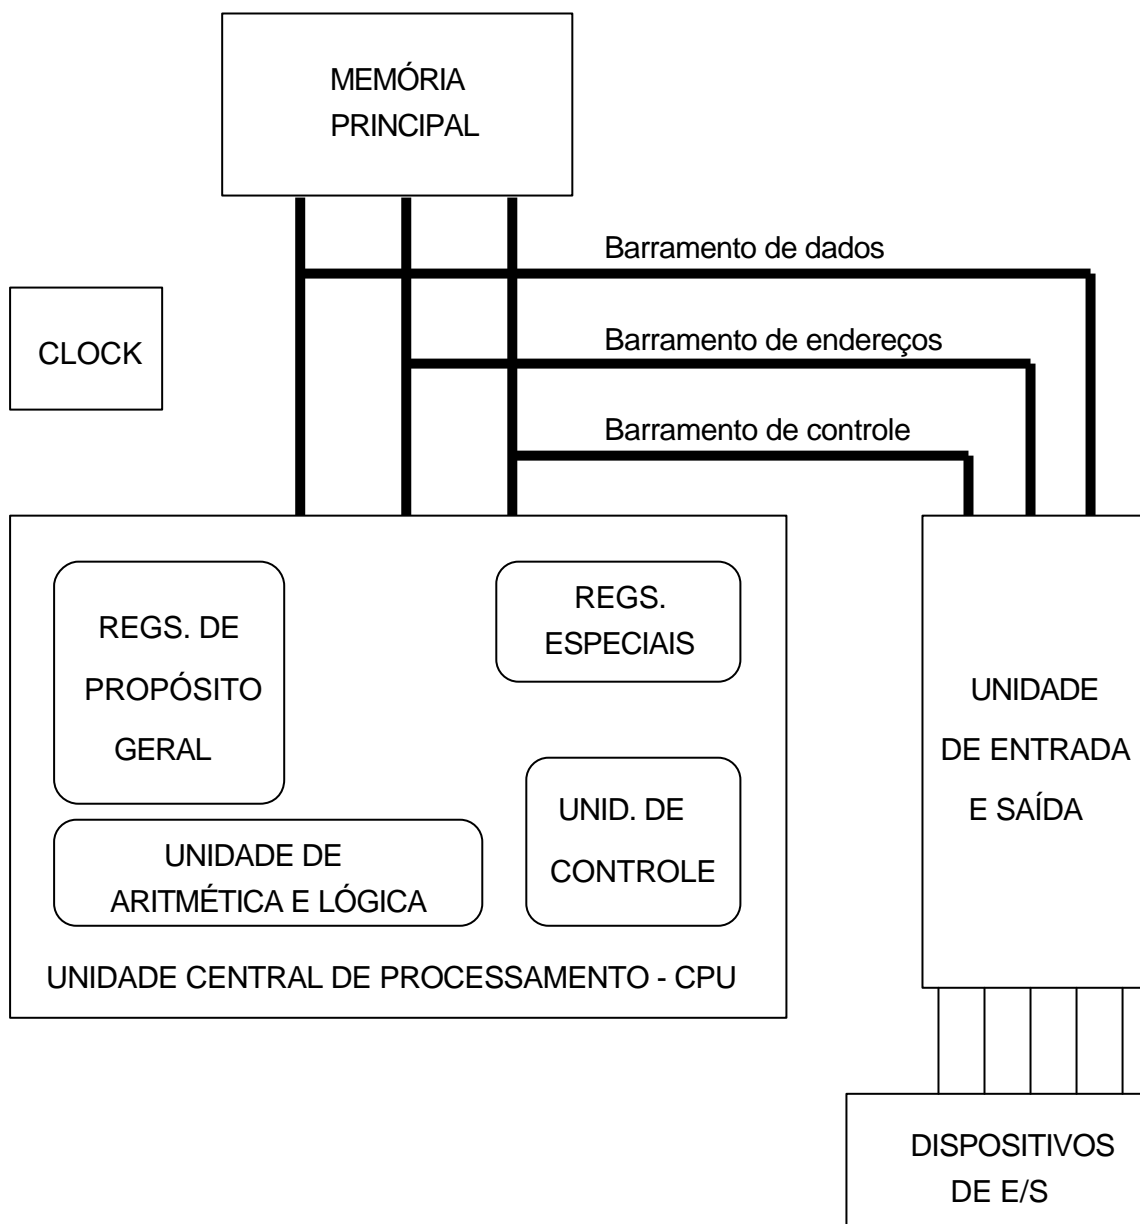 MEMÓRIA
PRINCIPAL
Barramento de dados
CLOCK
Barramento de endereços
Barramento de controle
REGS. DE
PROPÓSITO
GERAL
REGS.
ESPECIAIS
UNIDADE DE
ARITMÉTICA E LÓGICA
UNID. DE
CONTROLE
UNIDADE CENTRAL DE PROCESSAMENTO - CPU
UNIDADE
DE ENTRADA
E SAÍDA
DISPOSITIVOS
DE E/S